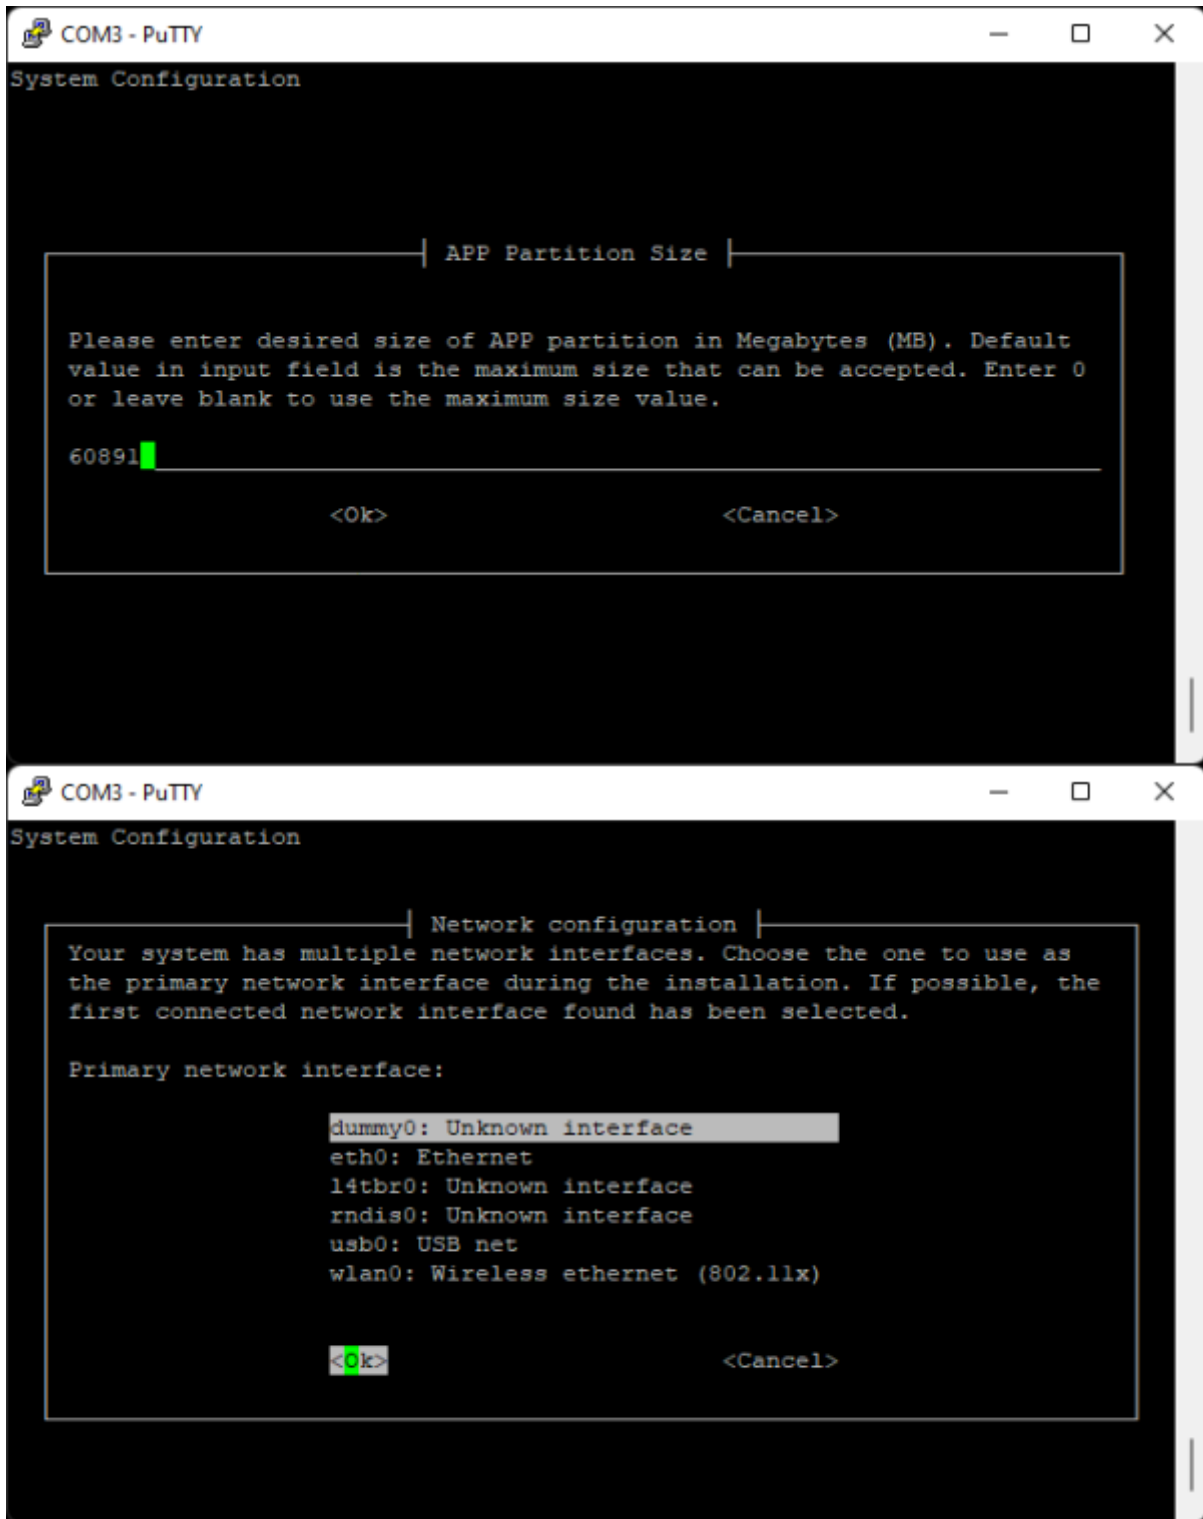 COM3 - PuTTY
System Configuration
APP Partition Size
Please enter desired size of APP partition in Megabytes (MB). Default
value in input field is the maximum size that can be accepted. Enter 0
or leave blank to use the maximum size value.
60891
<Ok> <Cancel>
COM3 - PuTTY
System Configuration
Network configuration
Your system has multiple network interfaces. Choose the one to use as
the primary network interface during the installation. If possible, the
first connected network interface found has been selected.
Primary network interface:
dummy0: Unknown interface
eth0: Ethernet
l4tbr0: Unknown interface
rndis0: Unknown interface
usb0: USB net
wlan0: Wireless ethernet (802.11x)
<Ok> <Cancel>